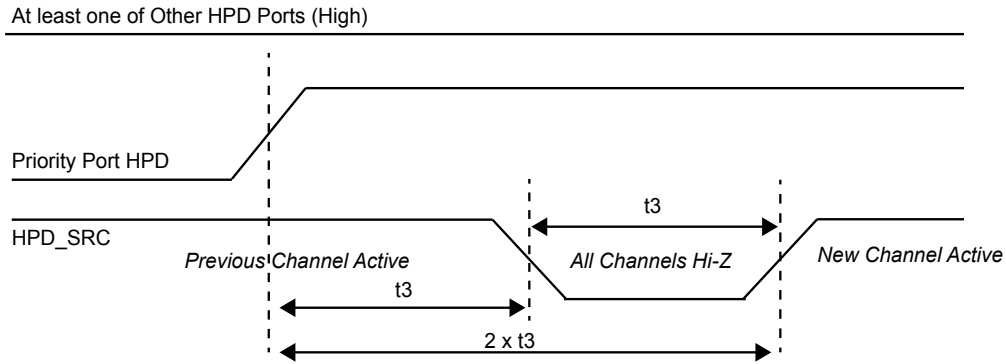 At least one of Other HPD Ports (High)
Priority Port HPD
t3
HPD_SRC
Previous Channel Active
All Channels Hi-Z
New Channel Active
t3
2 x t3